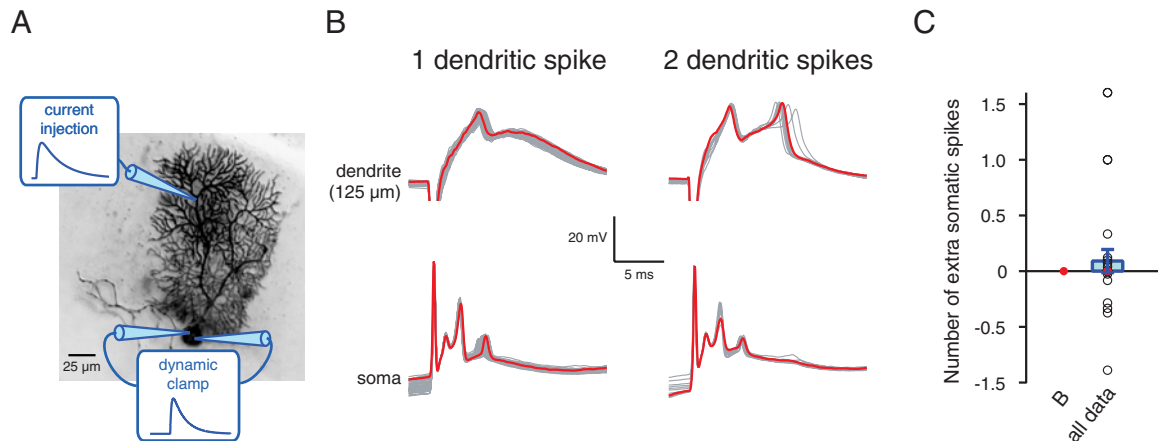 A
current
injection
25 µm
dynamic
clamp
B
1 dendritic spike
2 dendritic spikes
dendrite
(125 µm)
20 mV
5 ms
soma
C
Number of extra somatic spikes
1.5
1.0
0.5
0
-0.5
-1.0
-1.5
B
all data